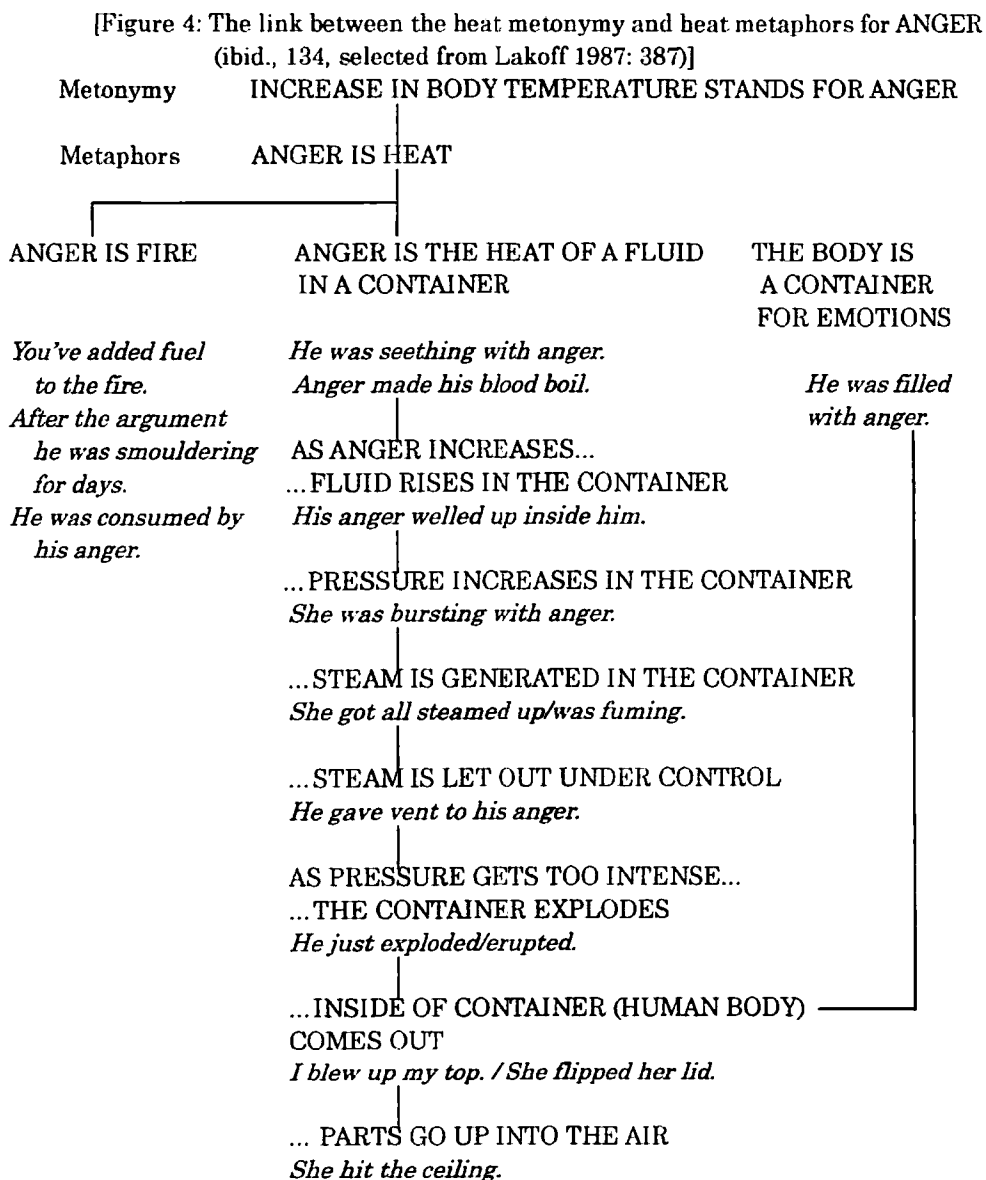 [Figure 4: The link between the heat metonymy and heat metaphors for ANGER
(ibid., 134, selected from Lakoff 1987: 387)]
Metonymy INCREASE IN BODY TEMPERATURE STANDS FOR ANGER
Metaphors ANGER IS HEAT
ANGER IS FIRE
You've added fuel
to the fire.
After the argument
he was smouldering
for days.
He was consumed by
his anger.
ANGER IS THE HEAT OF A FLUID
IN A CONTAINER
He was seething with anger.
Anger made his blood boil.
AS ANGER INCREASES...
...FLUID RISES IN THE CONTAINER
His anger welled up inside him.
...PRESSURE INCREASES IN THE CONTAINER
She was bursting with anger.
...STEAM IS GENERATED IN THE CONTAINER
She got all steamed up/was fuming.
...STEAM IS LET OUT UNDER CONTROL
He gave vent to his anger.
AS PRESSURE GETS TOO INTENSE...
...THE CONTAINER EXPLODES
He just exploded/erupted.
...INSIDE OF CONTAINER (HUMAN BODY)
COMES OUT
I blew up my top. / She flipped her lid.
... PARTS GO UP INTO THE AIR
She hit the ceiling.
THE BODY IS
A CONTAINER
FOR EMOTIONS
He was filled
with anger.